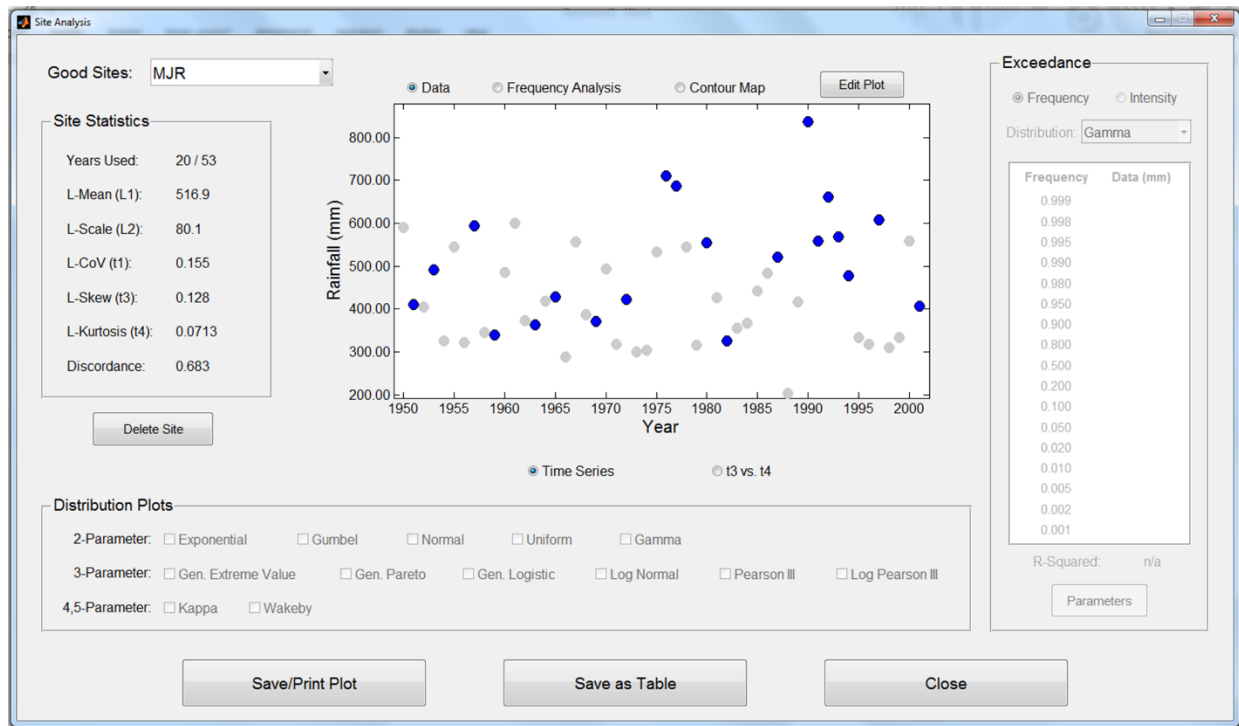 Site Analysis
Good Sites: MJR
Data Frequency Analysis Contour Map Edit Plot
Site Statistics
Years Used: 20 / 53
L-Mean (L1): 516.9
L-Scale (L2): 80.1
L-CoV (t1): 0.155
L-Skew (t3): 0.128
L-Kurtosis (t4): 0.0713
Discordance: 0.683
Delete Site
Rainfall (mm)
800.00
700.00
600.00
500.00
400.00
300.00
200.00
1950 1955 1960 1965 1970 1975 1980 1985 1990 1995 2000
Year
Time Series t3 vs. t4
Exceedance
Frequency Intensity
Distribution: Gamma
Frequency Data (mm)
0.999
0.998
0.995
0.990
0.980
0.950
0.900
0.800
0.500
0.200
0.100
0.050
0.020
0.010
0.005
0.002
0.001
R-Squared: n/a
Parameters
Distribution Plots
2-Parameter: Exponential Gumbel Normal Uniform Gamma
3-Parameter: Gen. Extreme Value Gen. Pareto Gen. Logistic Log Normal Pearson III Log Pearson III
4,5-Parameter: Kappa Wakeby
Save/Print Plot Save as Table Close